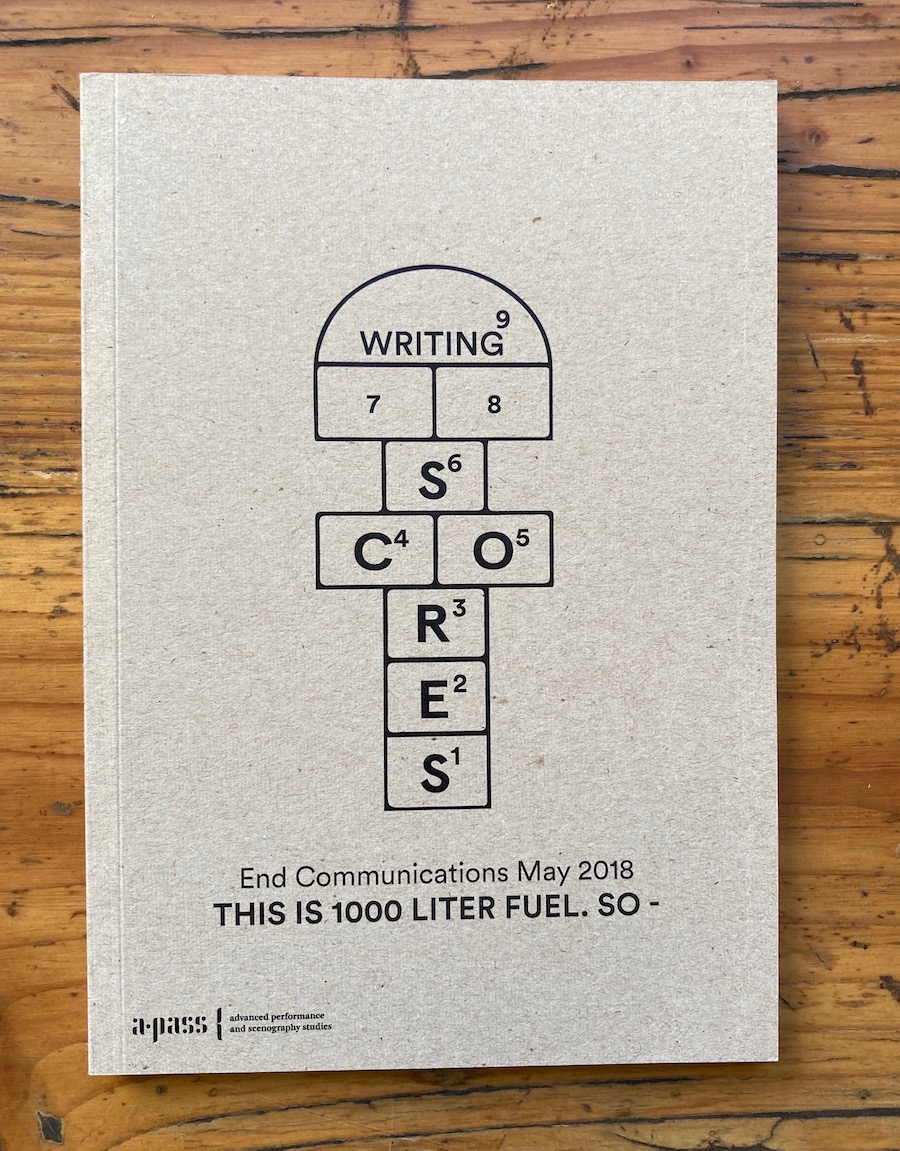 WRITING⁹
7 8
S⁶
C⁴ O⁵
R³
E²
S¹
End Communications May 2018
THIS IS 1000 LITER FUEL. SO -
a·pass { advanced performance
and scenography studies